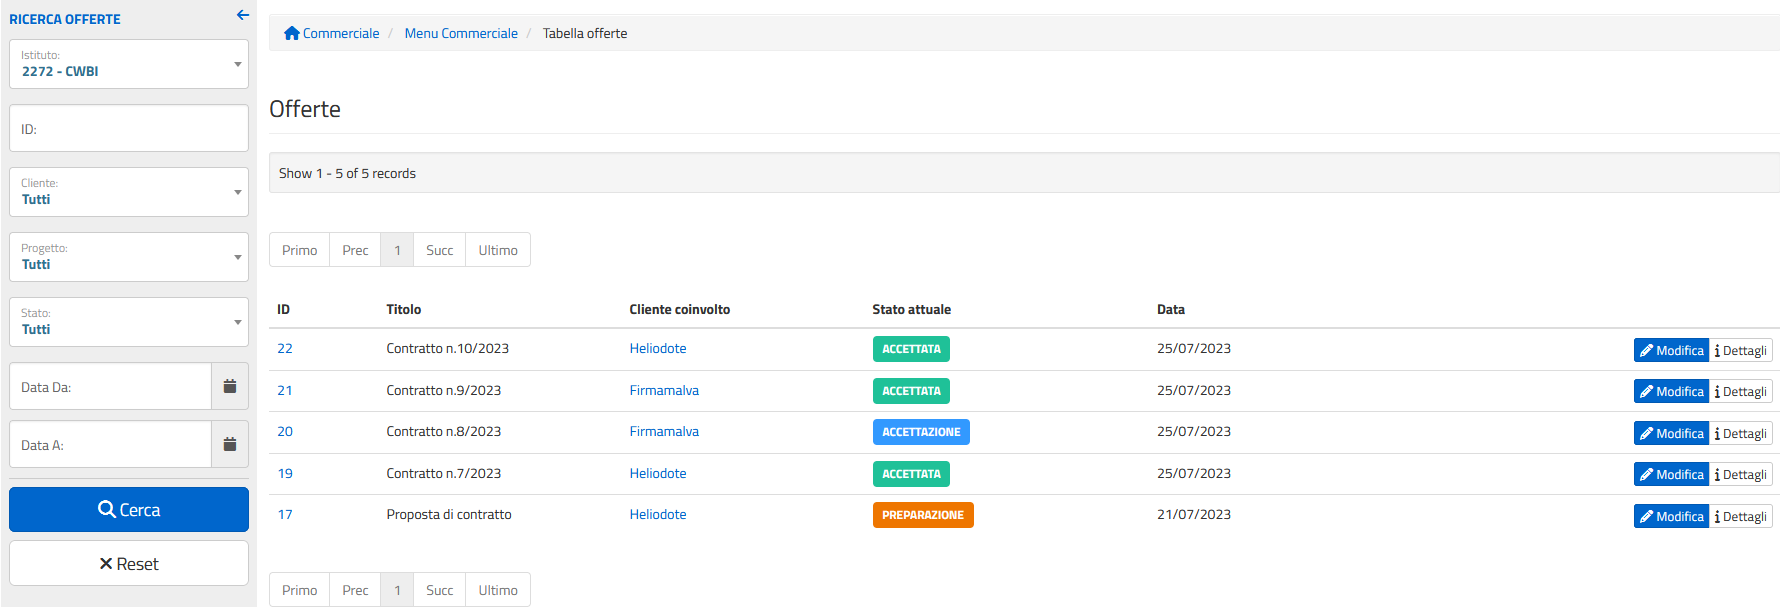 RICERCA OFFERTE
Istituto:
2272 - CWBI
ID:
Cliente:
Tutti
Progetto:
Tutti
Stato:
Tutti
Data Da:
Data A:
Cerca
Reset
Commerciale / Menu Commerciale / Tabella offerte
Offerte
Show 1 - 5 of 5 records
Primo Prec 1 Succ Ultimo
ID Titolo Cliente coinvolto Stato attuale Data
22 Contratto n.10/2023 Heliodote ACCETTATA 25/07/2023 Modifica Dettagli
21 Contratto n.9/2023 Firmamalva ACCETTATA 25/07/2023 Modifica Dettagli
20 Contratto n.8/2023 Firmamalva ACCETTAZIONE 25/07/2023 Modifica Dettagli
19 Contratto n.7/2023 Heliodote ACCETTATA 25/07/2023 Modifica Dettagli
17 Proposta di contratto Heliodote PREPARAZIONE 21/07/2023 Modifica Dettagli
Primo Prec 1 Succ Ultimo